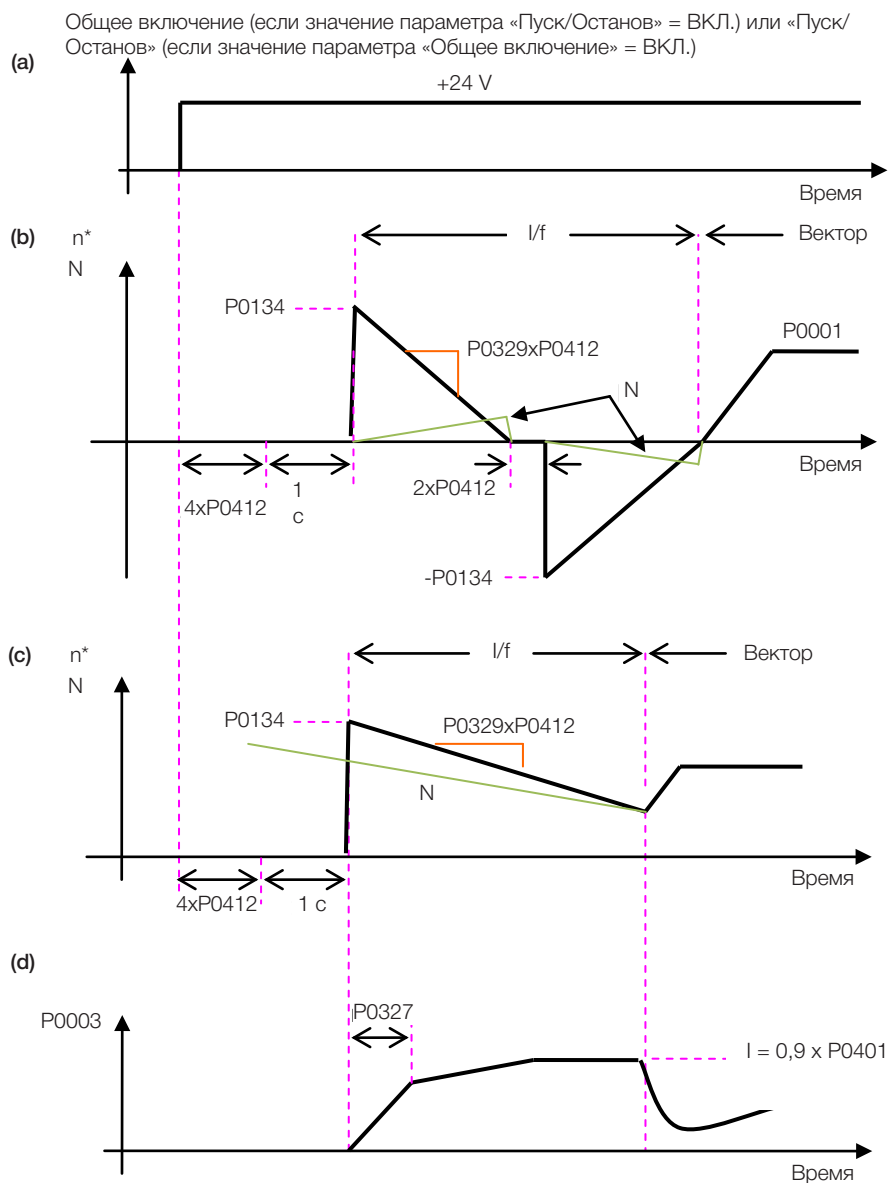 Общее включение (если значение параметра «Пуск/Останов» = ВКЛ.) или «Пуск/
Останов» (если значение параметра «Общее включение» = ВКЛ.)
(a)
+24 V
Время
(b)
n*
N
I/f
Вектор
P0134
P0329xP0412
P0001
N
Время
4xP0412
1
с
2xP0412
-P0134
(c)
n*
N
I/f
Вектор
P0134
P0329xP0412
N
Время
4xP0412
1 с
(d)
P0003
P0327
I = 0,9 x P0401
Время